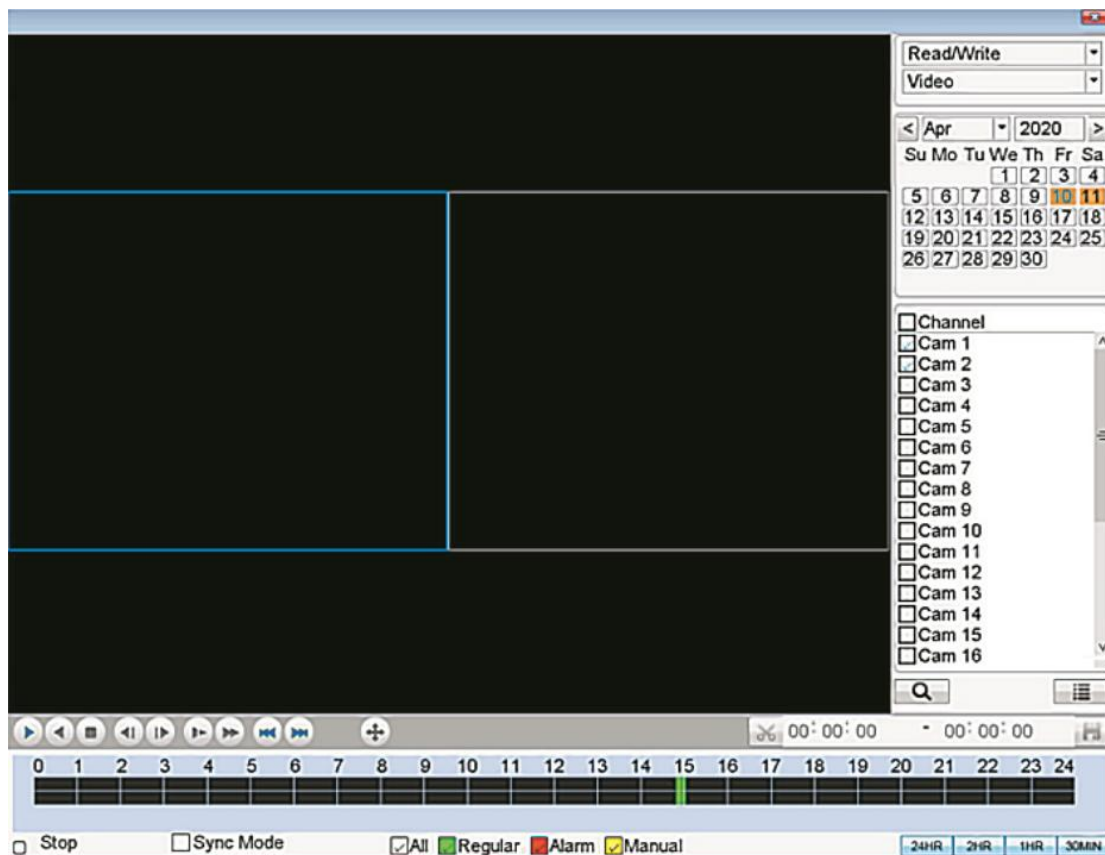 Read/Write
Video
< Apr 2020 >
Su Mo Tu We Th Fr Sa
1 2 3 4
5 6 7 8 9 10 11
12 13 14 15 16 17 18
19 20 21 22 23 24 25
26 27 28 29 30
Channel
Cam 1
Cam 2
Cam 3
Cam 4
Cam 5
Cam 6
Cam 7
Cam 8
Cam 9
Cam 10
Cam 11
Cam 12
Cam 13
Cam 14
Cam 15
Cam 16
00:00:00 - 00:00:00
0 1 2 3 4 5 6 7 8 9 10 11 12 13 14 15 16 17 18 19 20 21 22 23 24
Stop Sync Mode All Regular Alarm Manual 24HR 2HR 1HR 30MIN